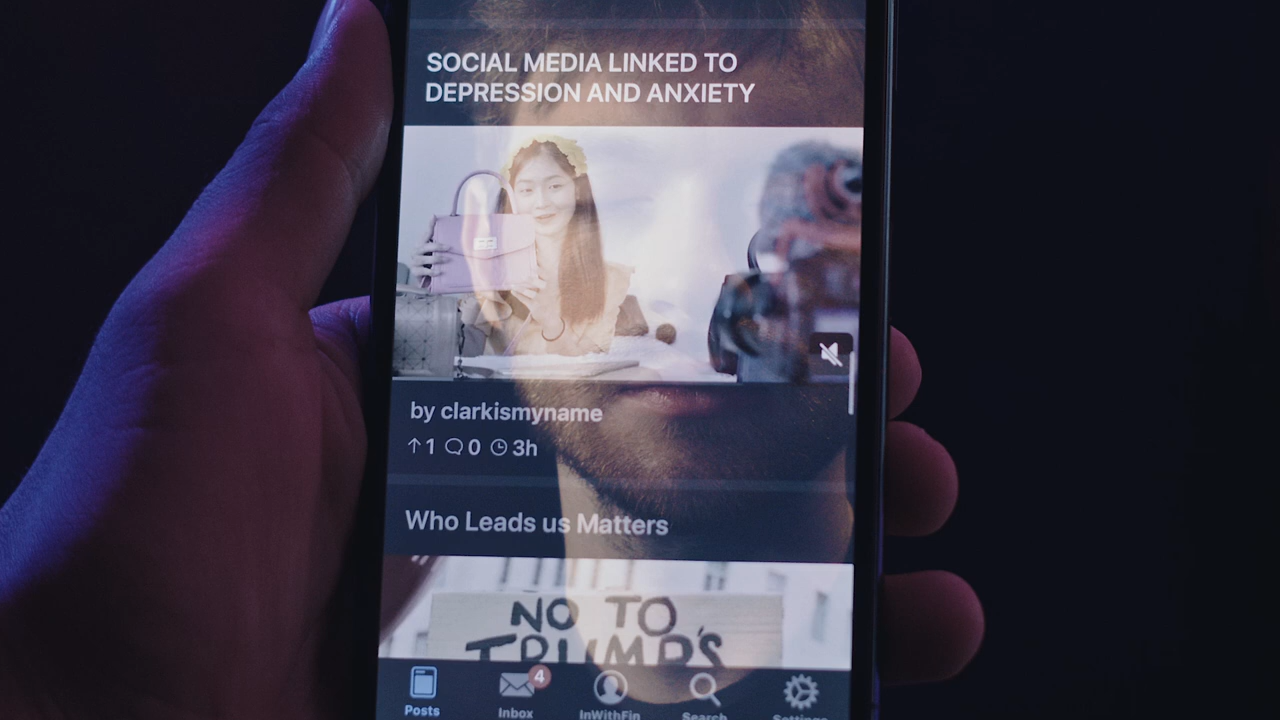 SOCIAL MEDIA LINKED TO
DEPRESSION AND ANXIETY
by clarkismyname
1 0 3h
Who Leads us Matters
NO TO
TRUMP'S
4
Posts Inbox InWithFin Search Settings